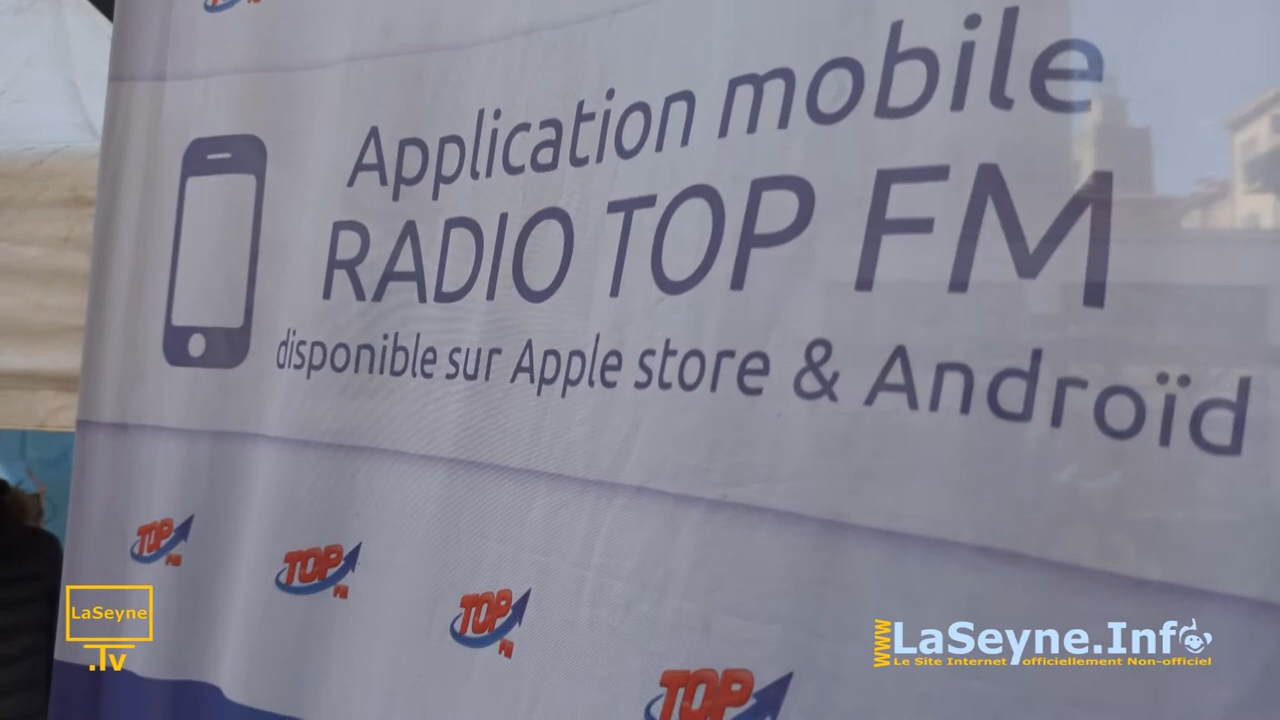 Application mobile
RADIO TOP FM
disponible sur Apple store & Androïd
TOP FM
TOP FM
TOP FM
TOP
LaSeyne
.Tv
www.LaSeyne.Info
Le Site Internet officiellement Non-officiel